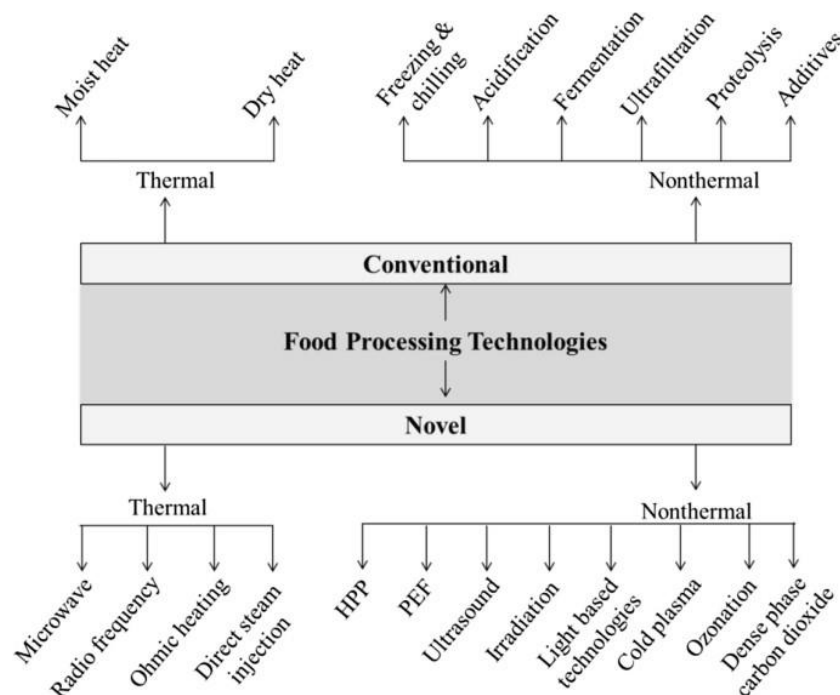 Moist heat
Dry heat
Freezing &
chilling
Acidification
Fermentation
Ultrafiltration
Proteolysis
Additives
Thermal
Nonthermal
Conventional
Food Processing Technologies
Novel
Thermal
Nonthermal
Microwave
Radio frequency
Ohmic heating
Direct steam
injection
HPP
PEF
Ultrasound
Irradiation
Light based
technologies
Cold plasma
Ozonation
Dense phase
carbon dioxide